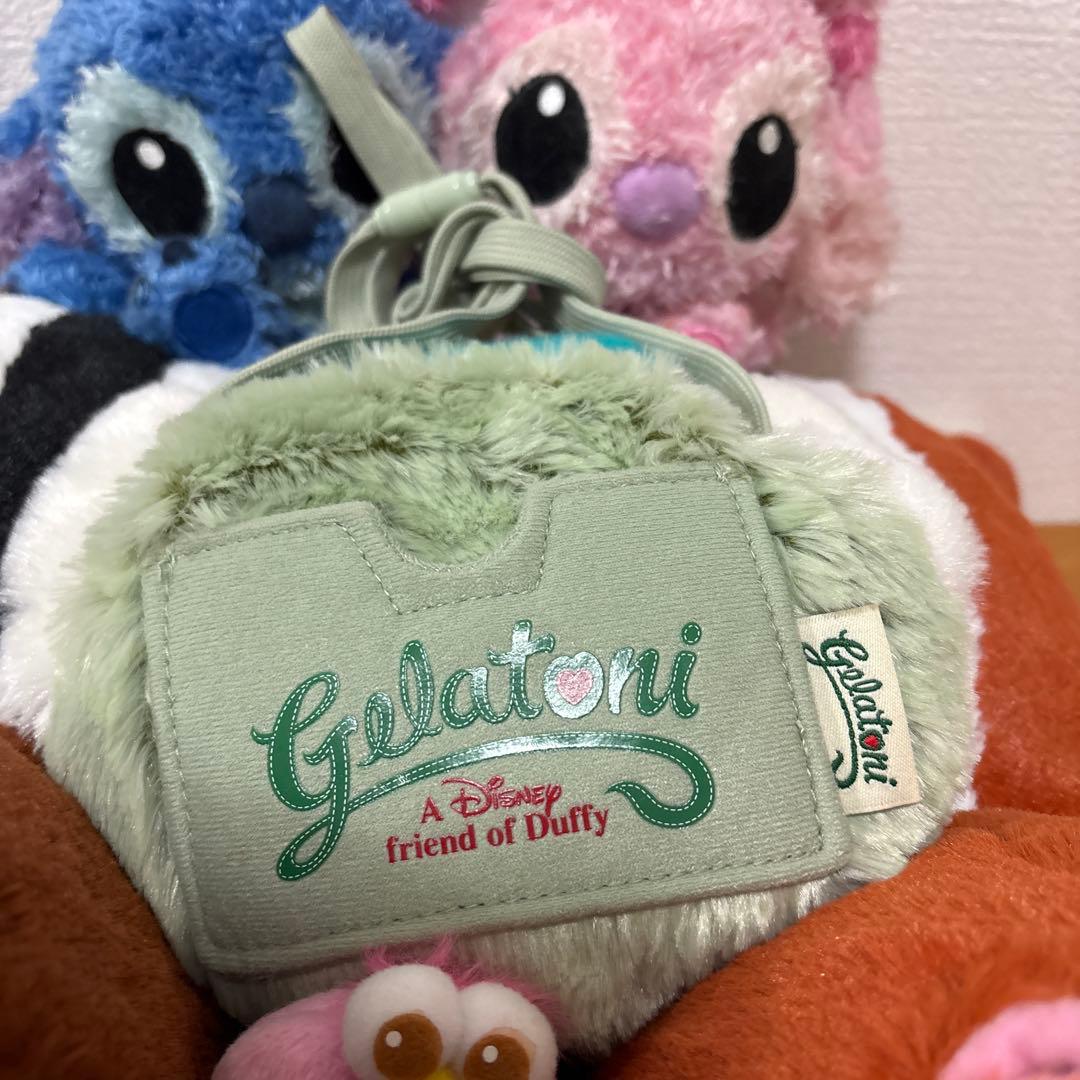 Gelatoni
A Disney
friend of Duffy
Gelatoni